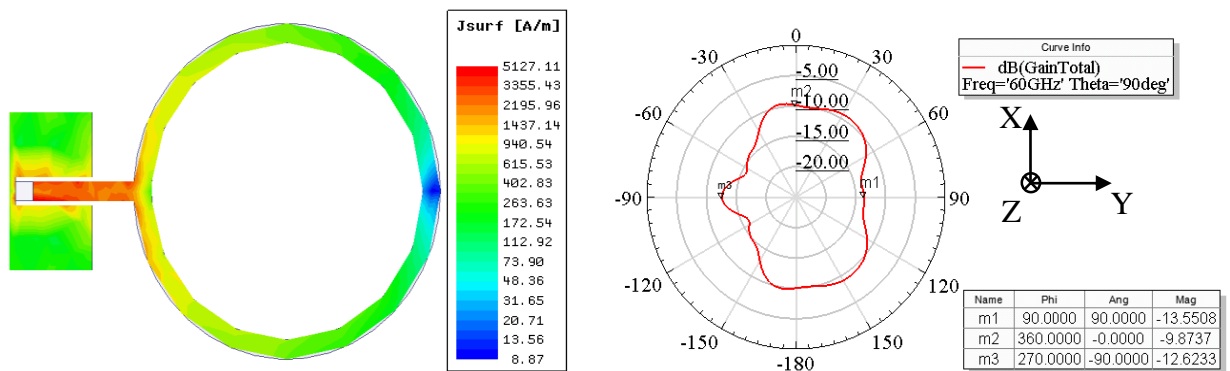 Jsurf [A/m]
5127.11
3355.43
2195.96
1437.14
940.54
615.53
402.83
263.63
172.54
112.92
73.90
48.36
31.65
20.71
13.56
8.87
0
-30
30
-60
60
-90
90
-120
120
-150
150
-180
-5.00
-10.00
-15.00
-20.00
m2
m1
m3
Curve Info
dB(GainTotal)
Freq='60GHz' Theta='90deg'
X
Z
Y
Name Phi Ang Mag
m1 90.0000 90.0000 -13.5508
m2 360.0000 -0.0000 -9.8737
m3 270.0000 -90.0000 -12.6233